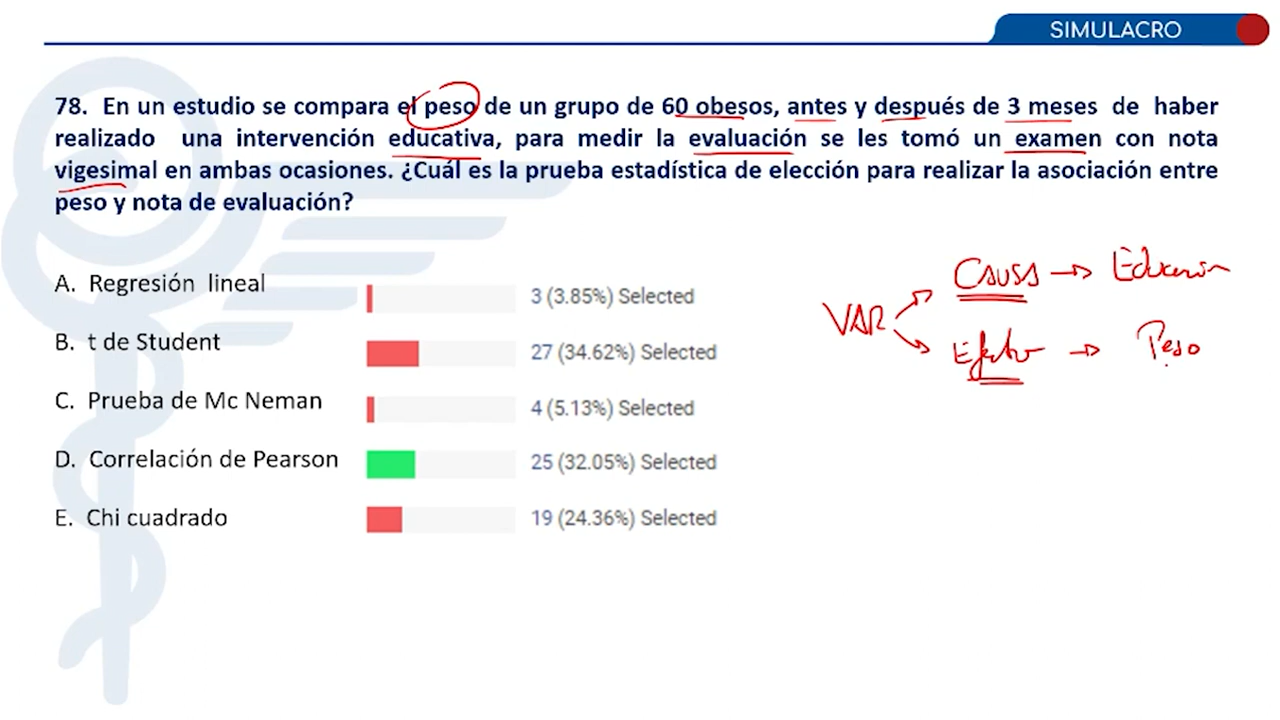 SIMULACRO
78. En un estudio se compara el peso de un grupo de 60 obesos, antes y después de 3 meses de haber
realizado una intervención educativa, para medir la evaluación se les tomó un examen con nota
vigesimal en ambas ocasiones. ¿Cuál es la prueba estadística de elección para realizar la asociación entre
peso y nota de evaluación?
A. Regresión lineal
3 (3.85%) Selected
B. t de Student
27 (34.62%) Selected
C. Prueba de Mc Neman
4 (5.13%) Selected
D. Correlación de Pearson
25 (32.05%) Selected
E. Chi cuadrado
19 (24.36%) Selected
VAR
Causa → Educación
Efecto → Peso